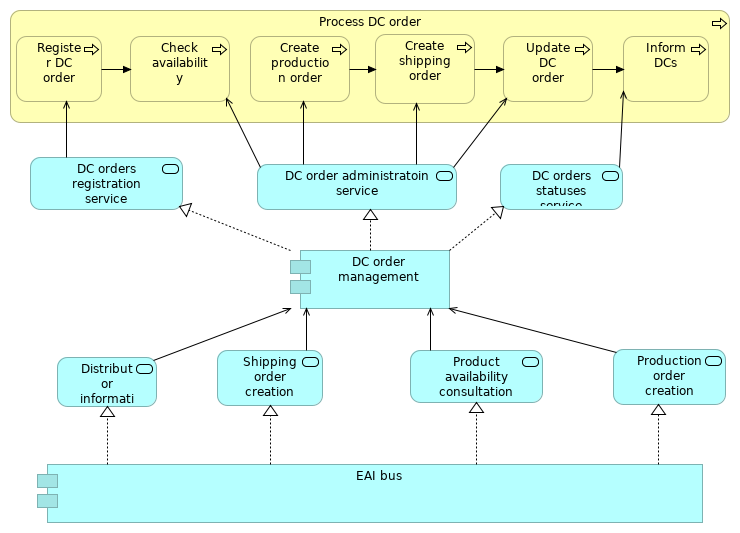 Process DC order
Registe
r DC
order
Check
availabilit
y
Create
productio
n order
Create
shipping
order
Update
DC
order
Inform
DCs
DC orders
registration
service
DC order administratoin
service
DC orders
statuses
service
DC order
management
Distribut
or
informati
Shipping
order
creation
Product
availability
consultation
Production
order
creation
EAI bus